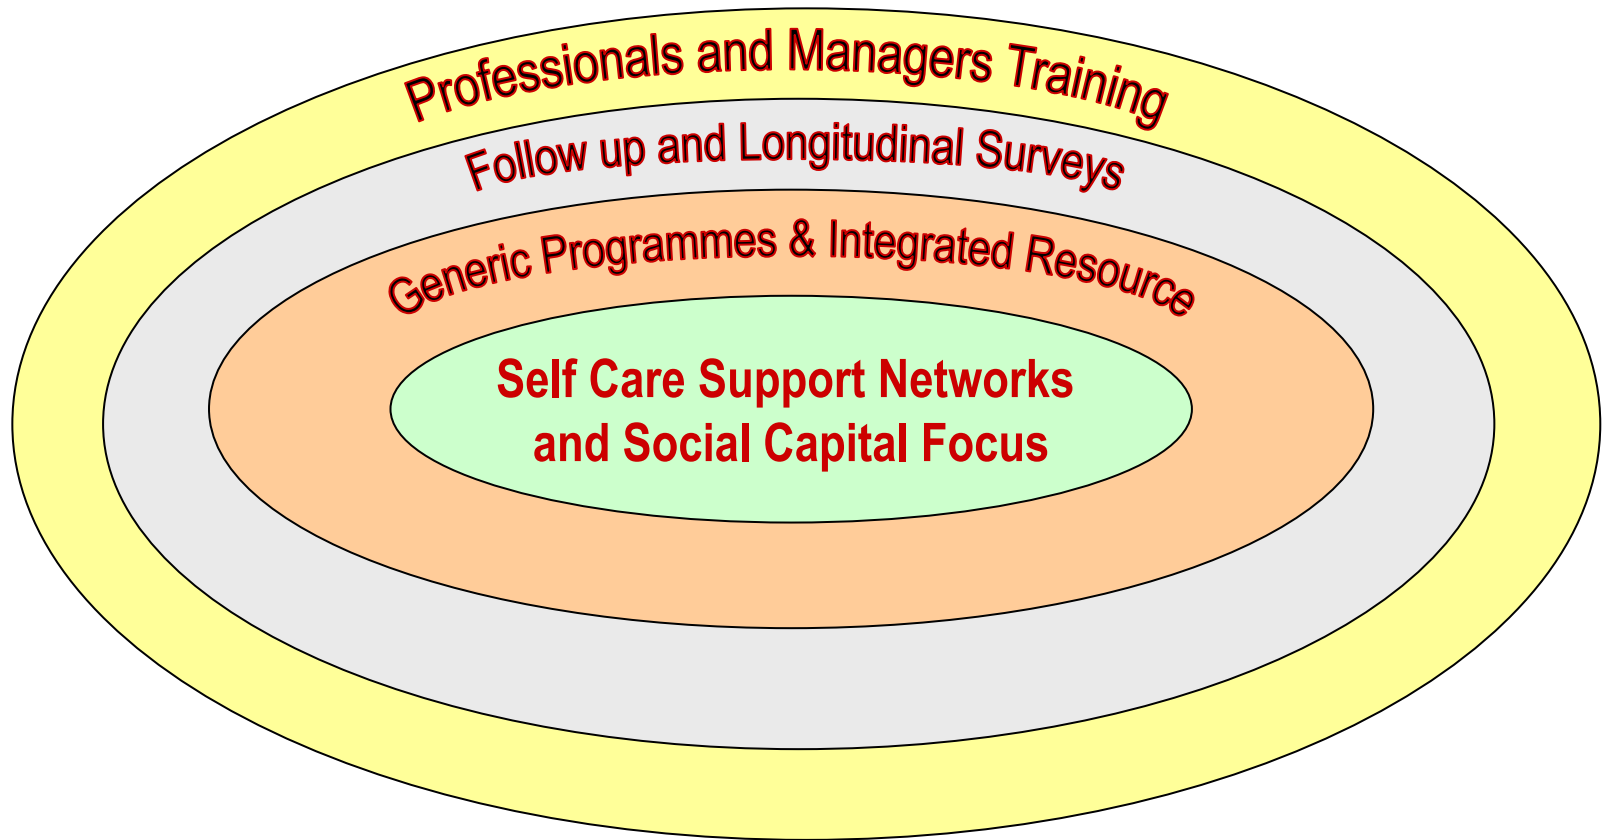 Professionals and Managers Training
Follow up and Longitudinal Surveys
Generic Programmes & Integrated Resource
Self Care Support Networks
and Social Capital Focus